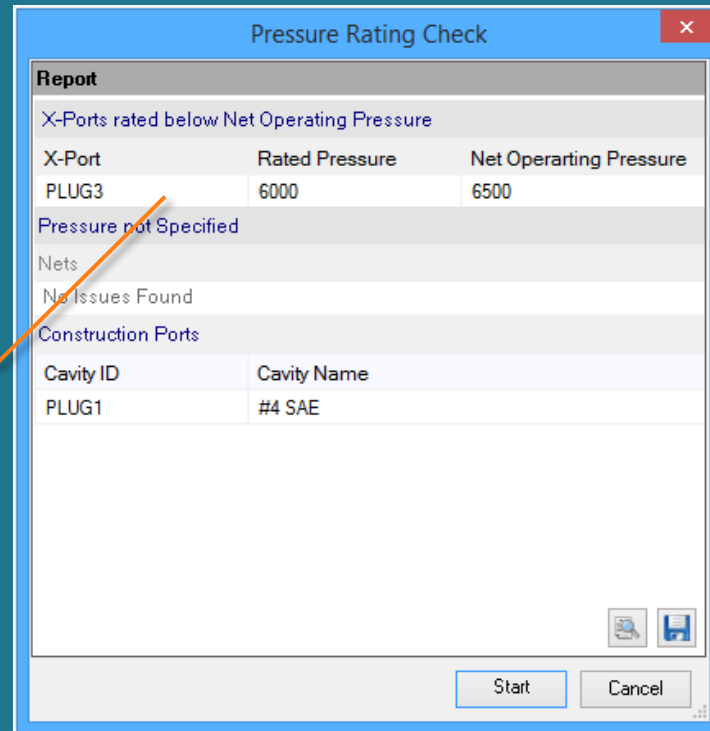 Pressure Rating Check
Report
X-Ports rated below Net Operating Pressure
X-Port Rated Pressure Net Operarting Pressure
PLUG3 6000 6500
Pressure not Specified
Nets
No Issues Found
Construction Ports
Cavity ID Cavity Name
PLUG1 #4 SAE
Start Cancel